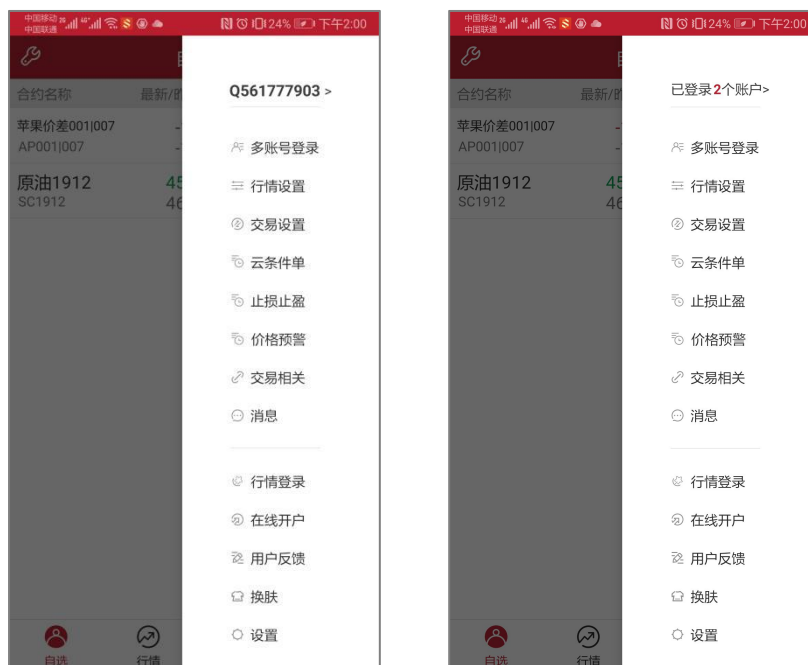 中国移动 2G 46+
中国联通
24% 下午2:00
合约名称 最新/昨
苹果价差001|007
AP001|007
原油1912 45
SC1912 46
自选 行情
Q561777903 >
多账号登录
行情设置
交易设置
云条件单
止损止盈
价格预警
交易相关
消息
行情登录
在线开户
用户反馈
换肤
设置
中国移动 2G 4G
中国联通
24% 下午2:00
合约名称 最新/昨
苹果价差001|007
AP001|007
原油1912 45
SC1912 46
自选 行情
已登录2个账户>
多账号登录
行情设置
交易设置
云条件单
止损止盈
价格预警
交易相关
消息
行情登录
在线开户
用户反馈
换肤
设置